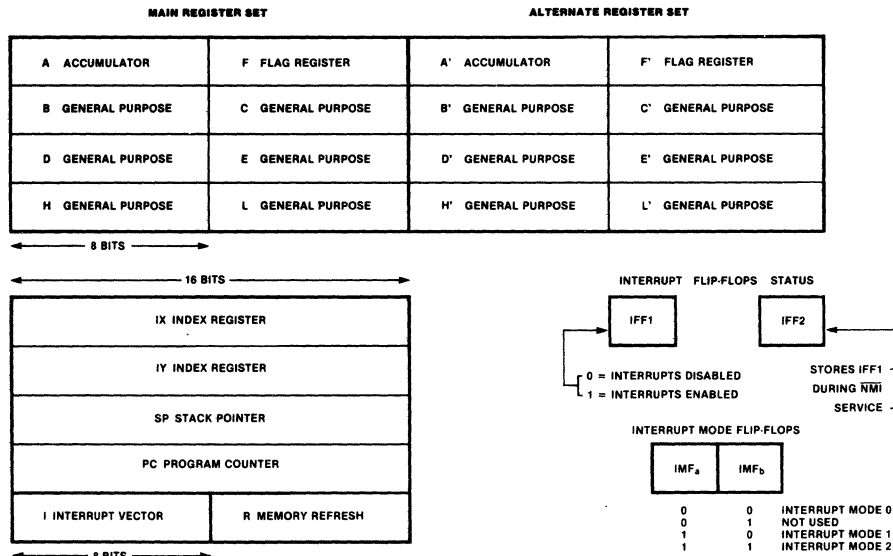 MAIN REGISTER SET ALTERNATE REGISTER SET
A ACCUMULATOR F FLAG REGISTER A' ACCUMULATOR F' FLAG REGISTER
B GENERAL PURPOSE C GENERAL PURPOSE B' GENERAL PURPOSE C' GENERAL PURPOSE
D GENERAL PURPOSE E GENERAL PURPOSE D' GENERAL PURPOSE E' GENERAL PURPOSE
H GENERAL PURPOSE L GENERAL PURPOSE H' GENERAL PURPOSE L' GENERAL PURPOSE
8 BITS
16 BITS
IX INDEX REGISTER
IY INDEX REGISTER
SP STACK POINTER
PC PROGRAM COUNTER
I INTERRUPT VECTOR R MEMORY REFRESH
8 BITS
INTERRUPT FLIP-FLOPS STATUS
IFF1 IFF2
0 = INTERRUPTS DISABLED
1 = INTERRUPTS ENABLED
STORES IFF1
DURING N̅M̅I̅
SERVICE
INTERRUPT MODE FLIP-FLOPS
IMFa IMFb
0 0 INTERRUPT MODE 0
0 1 NOT USED
1 0 INTERRUPT MODE 1
1 1 INTERRUPT MODE 2